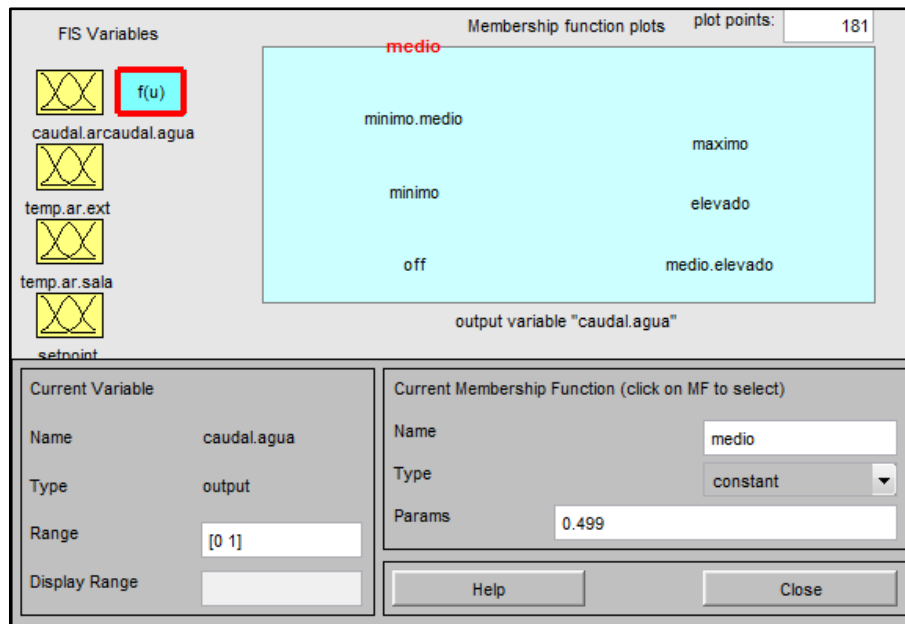 FIS Variables
Membership function plots
plot points:
181
f(u)
caudal.arcaudal.agua
temp.ar.ext
temp.ar.sala
setpoint
medio
minimo.medio
maximo
minimo
elevado
off
medio.elevado
output variable "caudal.agua"
Current Variable
Name
caudal.agua
Type
output
Range
[0 1]
Display Range
Current Membership Function (click on MF to select)
Name
medio
Type
constant
Params
0.499
Help
Close